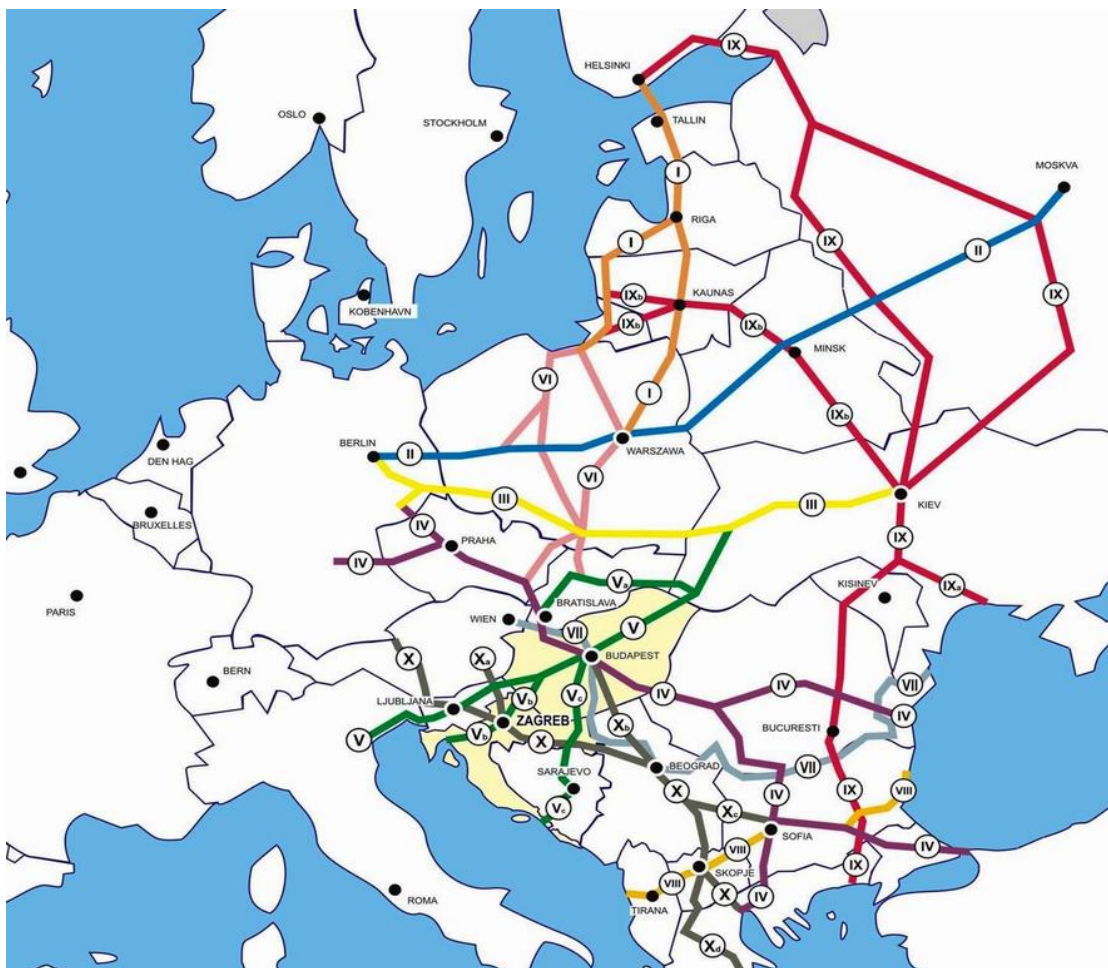 IX
HELSINKI
OSLO
STOCKHOLM
TALLIN
MOSKVA
I
RIGA
I
IX
II
KOBENHAVN
IXb
KAUNAS
IX
IXb
IXb
MINSK
VI
I
IXb
BERLIN
II
WARSZAWA
DEN HAG
VI
III
III
KIEV
BRUXELLES
IV
PRAHA
IX
IV
Va
KISINEV
IXa
PARIS
BRATISLAVA
WIEN
VII
V
X
Xa
BUDAPEST
BERN
IV
IV
VII
LJUBLJANA
Vb
Vc
ZAGREB
IV
V
Vb
X
Xb
BUCURESTI
BEOGRAD
VII
SARAJEVO
X
IV
IX
VIII
Vc
Xc
SOFIA
VIII
IV
SKOPJE
IX
VIII
X
IV
ROMA
TIRANA
Xd